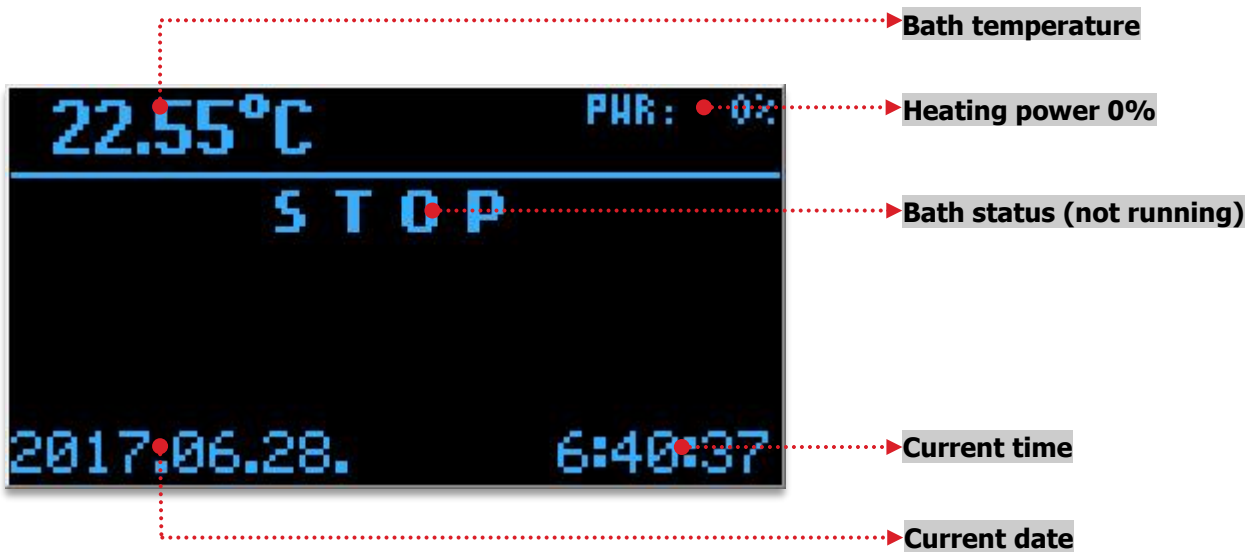 Bath temperature
22.55°C PWR: 0% Heating power 0%
STOP Bath status (not running)
2017.06.28. 6:40:37 Current time
Current date